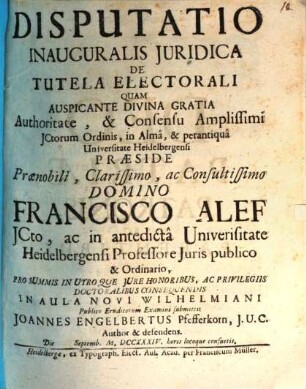 DISPUTATIO
INAUGURALIS JURIDICA
DE
TUTELA ELECTORALI
QUAM
AUSPICANTE DIVINA GRATIA
Authoritate, & Consensu Amplissimi
JCtorum Ordinis, in Almâ, & perantiquâ
Universitate Heidelbergensi
PRÆSIDE
Prænobili, Clarissimo, ac Consultissimo
DOMINO
FRANCISCO ALEF
JCto, ac in antedictâ Univerisitate
Heidelbergensi Professore Juris publico
& Ordinario,
PRO SUMMIS IN UTROQUE JURE HONORIBUS, AC PRIVILEGIIS
DOCTORALIBUS CONSEQUENDIS
IN AULA NOVI WILHELMIANI
Publico Eruditorum Examini submittit
JOANNES ENGELBERTUS Pfefferkorn, J.U.C.
Author & defendens.
Die Septemb. M, DCCXXXIV. horis locoque consuetis,
Heidelbergæ, ex Typograph. Elect. Aul. Acad. per Franciscum Müller,